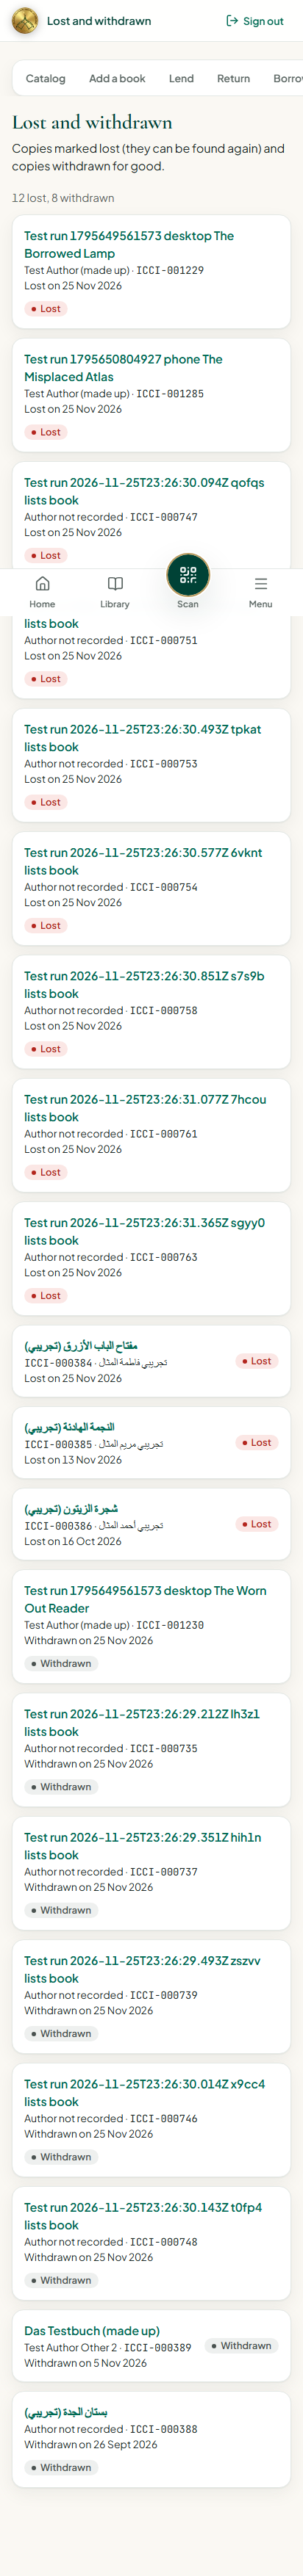 Lost and withdrawn
Sign out
Catalog
Add a book
Lend
Return
Lost and withdrawn
Copies marked lost (they can be found again) and
copies withdrawn for good.
12 lost, 8 withdrawn
Test run 1795649561573 desktop The
Borrowed Lamp
Test Author (made up) · ICCI-001229
Lost on 25 Nov 2026
Lost
Test run 1795650804927 phone The
Misplaced Atlas
Test Author (made up) · ICCI-001285
Lost on 25 Nov 2026
Lost
Test run 2026-11-25T23:26:30.094Z qofqs
lists book
Author not recorded · ICCI-000747
Lost on 25 Nov 2026
Lost
Home
Library
Scan
Menu
lists book
Author not recorded · ICCI-000751
Lost on 25 Nov 2026
Lost
Test run 2026-11-25T23:26:30.493Z tpkat
lists book
Author not recorded · ICCI-000753
Lost on 25 Nov 2026
Lost
Test run 2026-11-25T23:26:30.577Z 6vknt
lists book
Author not recorded · ICCI-000754
Lost on 25 Nov 2026
Lost
Test run 2026-11-25T23:26:30.851Z s7s9b
lists book
Author not recorded · ICCI-000758
Lost on 25 Nov 2026
Lost
Test run 2026-11-25T23:26:31.077Z 7hcou
lists book
Author not recorded · ICCI-000761
Lost on 25 Nov 2026
Lost
Test run 2026-11-25T23:26:31.365Z sgyy0
lists book
Author not recorded · ICCI-000763
Lost on 25 Nov 2026
Lost
مفتاح الباب الأزرق (تجريبي)
تجريبي فاطمة المثال · ICCI-000384
Lost on 25 Nov 2026
Lost
النجمة الهادئة (تجريبي)
تجريبي مريم المثال · ICCI-000385
Lost on 13 Nov 2026
Lost
شجرة الزيتون (تجريبي)
تجريبي أحمد المثال · ICCI-000386
Lost on 16 Oct 2026
Lost
Test run 1795649561573 desktop The Worn
Out Reader
Test Author (made up) · ICCI-001230
Withdrawn on 25 Nov 2026
Withdrawn
Test run 2026-11-25T23:26:29.212Z lh3z1
lists book
Author not recorded · ICCI-000735
Withdrawn on 25 Nov 2026
Withdrawn
Test run 2026-11-25T23:26:29.351Z hih1n
lists book
Author not recorded · ICCI-000737
Withdrawn on 25 Nov 2026
Withdrawn
Test run 2026-11-25T23:26:29.493Z zszvv
lists book
Author not recorded · ICCI-000739
Withdrawn on 25 Nov 2026
Withdrawn
Test run 2026-11-25T23:26:30.014Z x9cc4
lists book
Author not recorded · ICCI-000746
Withdrawn on 25 Nov 2026
Withdrawn
Test run 2026-11-25T23:26:30.143Z t0fp4
lists book
Author not recorded · ICCI-000748
Withdrawn on 25 Nov 2026
Withdrawn
Das Testbuch (made up)
Test Author Other 2 · ICCI-000389
Withdrawn on 5 Nov 2026
Withdrawn
بستان الجدة (تجريبي)
Author not recorded · ICCI-000388
Withdrawn on 26 Sept 2026
Withdrawn